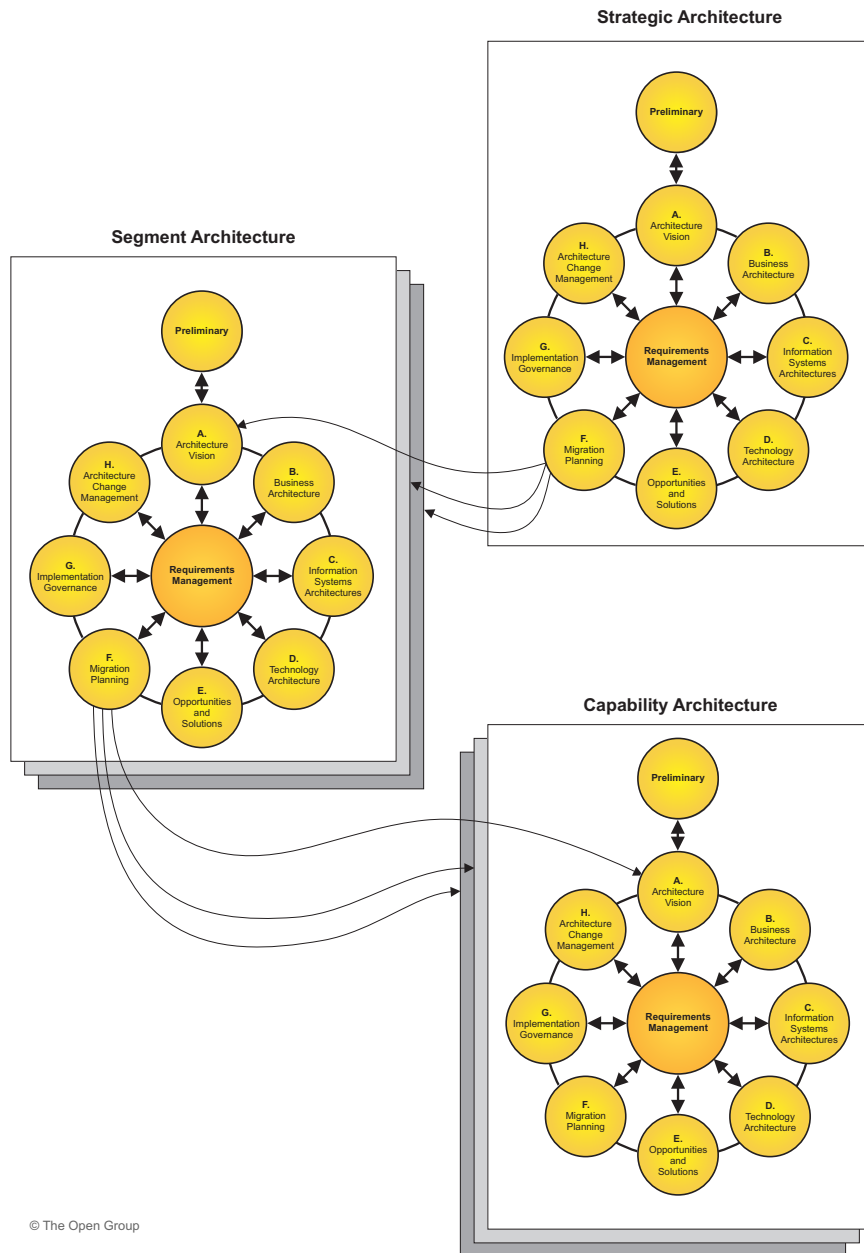 Strategic Architecture
Preliminary
A.
Architecture
Vision
H.
Architecture
Change
Management
B.
Business
Architecture
G.
Implementation
Governance
Requirements
Management
C.
Information
Systems
Architectures
F.
Migration
Planning
D.
Technology
Architecture
E.
Opportunities
and Solutions
Segment Architecture
Preliminary
A.
Architecture
Vision
H.
Architecture
Change
Management
B.
Business
Architecture
G.
Implementation
Governance
Requirements
Management
C.
Information
Systems
Architectures
F.
Migration
Planning
D.
Technology
Architecture
E.
Opportunities
and
Solutions
Capability Architecture
Preliminary
A.
Architecture
Vision
H.
Architecture
Change
Management
B.
Business
Architecture
G.
Implementation
Governance
Requirements
Management
C.
Information
Systems
Architectures
F.
Migration
Planning
D.
Technology
Architecture
E.
Opportunities
and
Solutions
© The Open Group